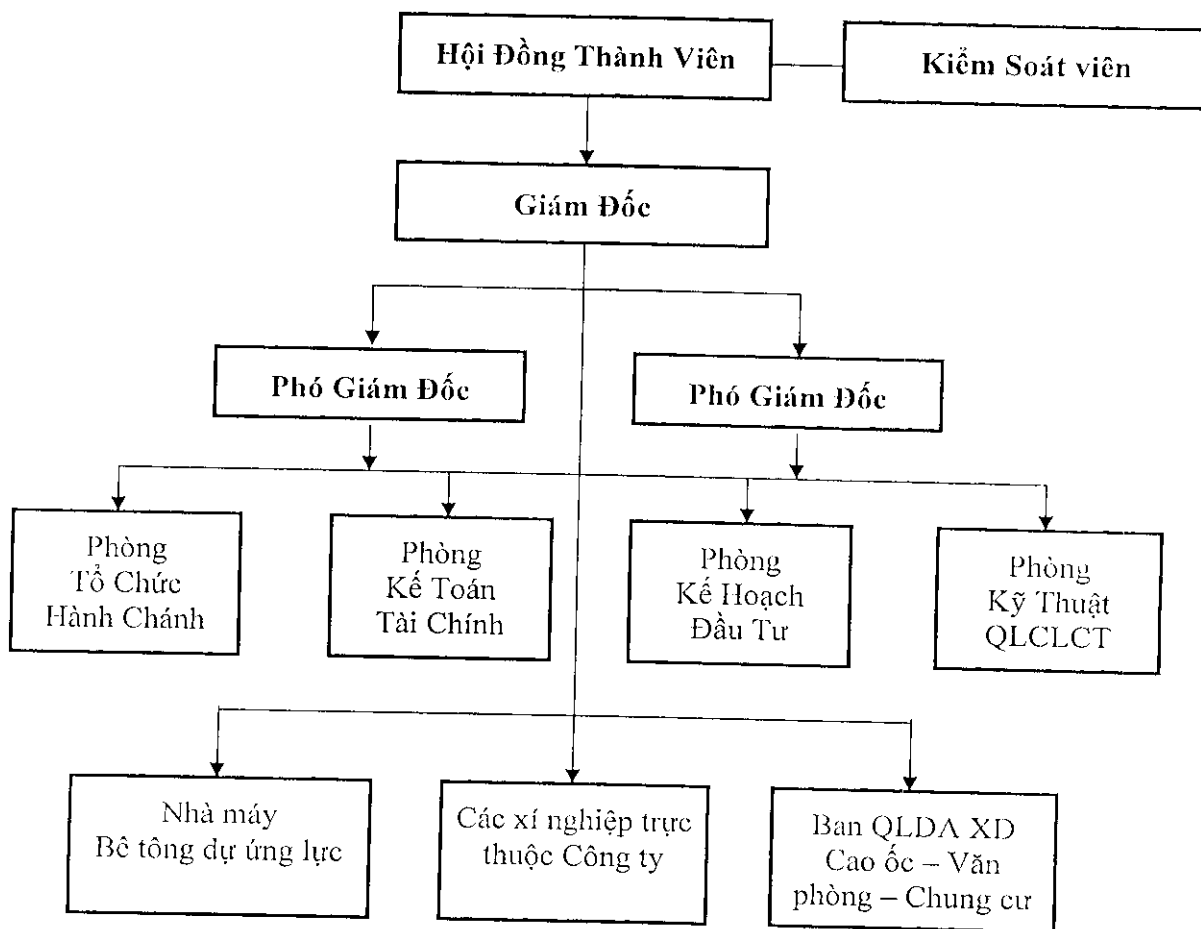 Hội Đồng Thành Viên
Kiểm Soát viên
Giám Đốc
Phó Giám Đốc
Phó Giám Đốc
Phòng
Tổ Chức
Hành Chánh
Phòng
Kế Toán
Tài Chính
Phòng
Kế Hoạch
Đầu Tư
Phòng
Kỹ Thuật
QLCLCT
Nhà máy
Bê tông dự ứng lực
Các xí nghiệp trực
thuộc Công ty
Ban QLDA XD
Cao ốc – Văn
phòng – Chung cư